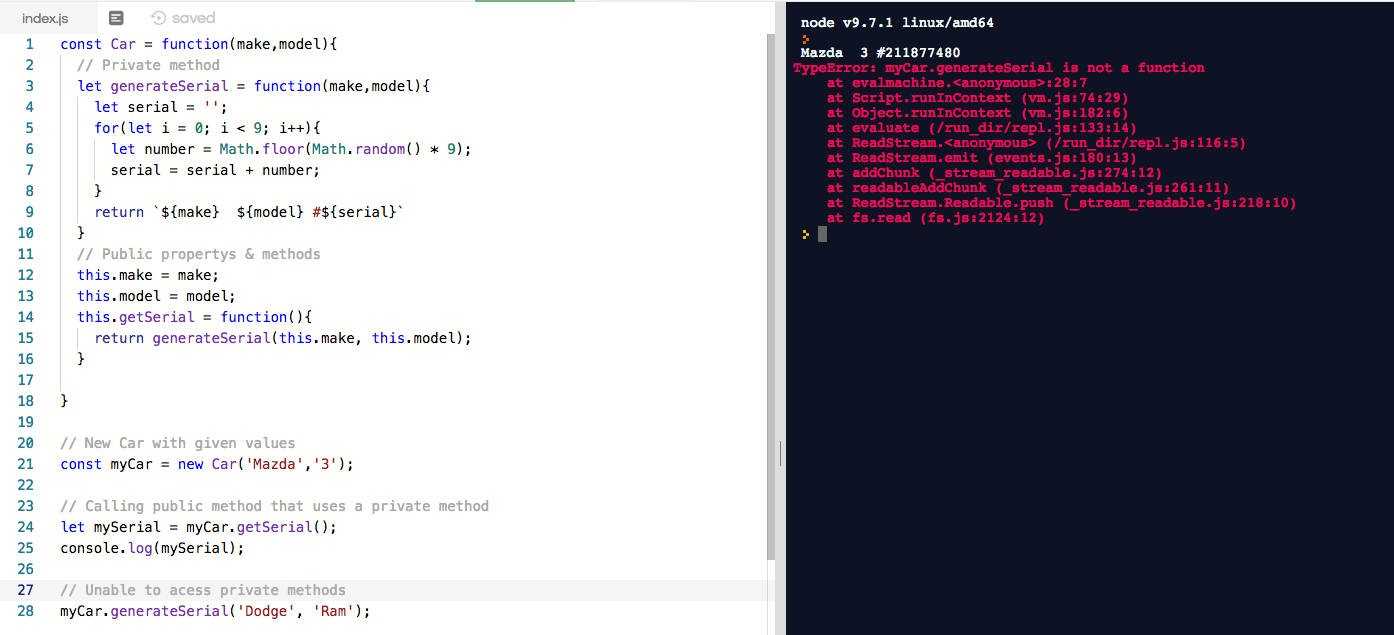 index.js saved
1 const Car = function(make,model){
2 // Private method
3 let generateSerial = function(make,model){
4 let serial = '';
5 for(let i = 0; i < 9; i++){
6 let number = Math.floor(Math.random() * 9);
7 serial = serial + number;
8 }
9 return `${make}  ${model} #${serial}`
10 }
11 // Public propertys & methods
12 this.make = make;
13 this.model = model;
14 this.getSerial = function(){
15 return generateSerial(this.make, this.model);
16 }
17
18 }
19
20 // New Car with given values
21 const myCar = new Car('Mazda','3');
22
23 // Calling public method that uses a private method
24 let mySerial = myCar.getSerial();
25 console.log(mySerial);
26
27 // Unable to acess private methods
28 myCar.generateSerial('Dodge', 'Ram');
node v9.7.1 linux/amd64
Mazda  3 #211877480
TypeError: myCar.generateSerial is not a function
at evalmachine.<anonymous>:28:7
at Script.runInContext (vm.js:74:29)
at Object.runInContext (vm.js:182:6)
at evaluate (/run_dir/repl.js:133:14)
at ReadStream.<anonymous> (/run_dir/repl.js:116:5)
at ReadStream.emit (events.js:180:13)
at addChunk (_stream_readable.js:274:12)
at readableAddChunk (_stream_readable.js:261:11)
at ReadStream.Readable.push (_stream_readable.js:218:10)
at fs.read (fs.js:2124:12)